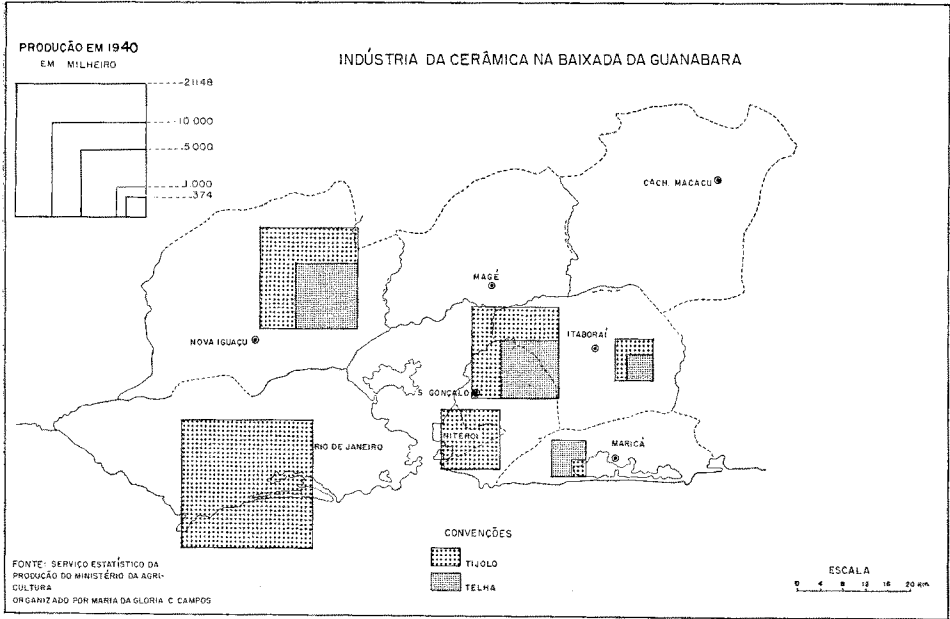 PRODUÇÃO EM 1940
EM MILHEIRO
21148
10 000
5 000
1.000
374
INDÚSTRIA DA CERÂMICA NA BAIXADA DA GUANABARA
CACH. MACACU
MAGÉ
NOVA IGUAÇU
ITABORAÍ
S GONÇALO
NITEROI
RIO DE JANEIRO
MARICÁ
CONVENÇÕES
TIJOLO
TELHA
FONTE: SERVIÇO ESTATÍSTICO DA
PRODUÇÃO DO MINISTÉRIO DA AGRI-
CULTURA
ORGANIZADO POR MARIA DA GLORIA C CAMPOS
ESCALA
0 4 8 12 16 20 Km